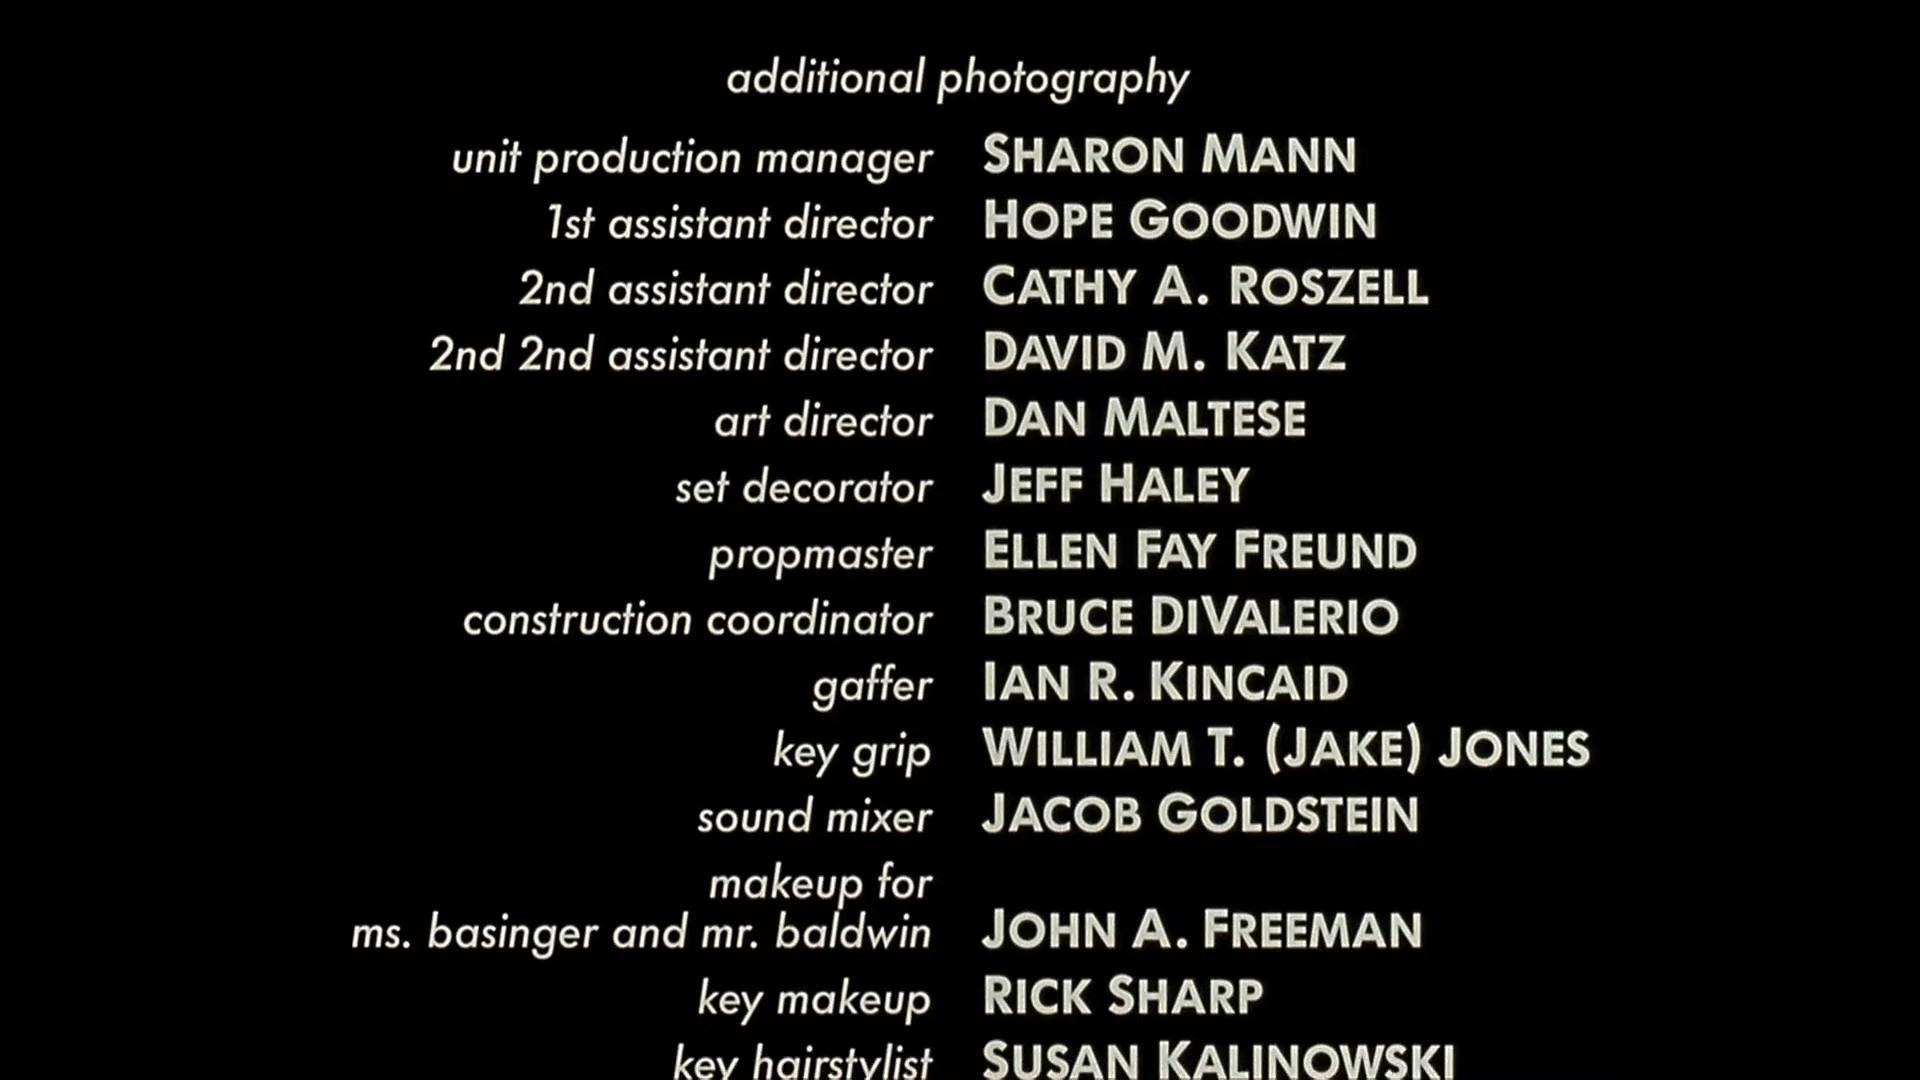 additional photography
unit production manager SHARON MANN
1st assistant director HOPE GOODWIN
2nd assistant director CATHY A. ROSZELL
2nd 2nd assistant director DAVID M. KATZ
art director DAN MALTESE
set decorator JEFF HALEY
propmaster ELLEN FAY FREUND
construction coordinator BRUCE DIVALERIO
gaffer IAN R. KINCAID
key grip WILLIAM T. (JAKE) JONES
sound mixer JACOB GOLDSTEIN
makeup for
ms. basinger and mr. baldwin JOHN A. FREEMAN
key makeup RICK SHARP
key hairstylist SUSAN KALINOWSKI